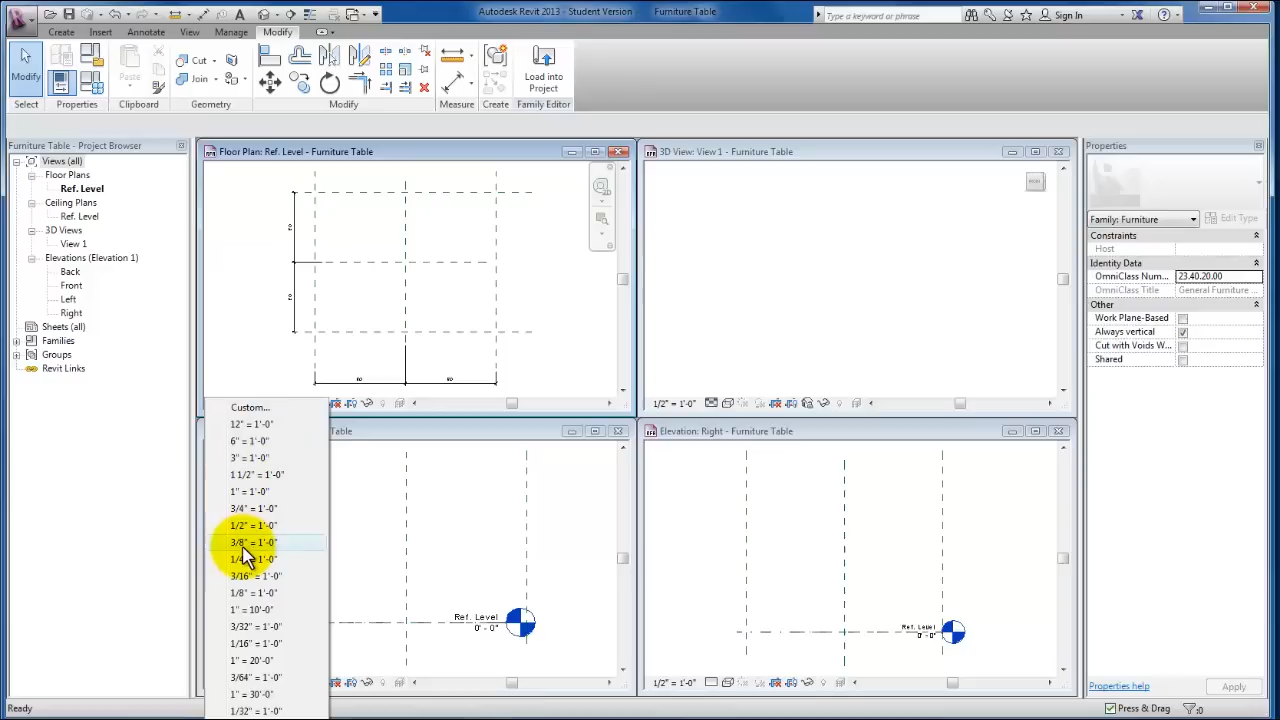 Autodesk Revit 2013 - Student Version Furniture Table
Type a keyword or phrase
Sign In
Create Insert Annotate View Manage Modify
Modify
Paste
Cut
Join
Load into
Project
Select Properties Clipboard Geometry Modify Measure Create Family Editor
Furniture Table - Project Browser
Views (all)
Floor Plans
Ref. Level
Ceiling Plans
Ref. Level
3D Views
View 1
Elevations (Elevation 1)
Back
Front
Left
Right
Sheets (all)
Families
Groups
Revit Links
Floor Plan: Ref. Level - Furniture Table
3D View: View 1 - Furniture Table
1/2" = 1'-0"
Custom...
12" = 1'-0"
6" = 1'-0"
3" = 1'-0"
1 1/2" = 1'-0"
1" = 1'-0"
3/4" = 1'-0"
1/2" = 1'-0"
3/8" = 1'-0"
1/4" = 1'-0"
3/16" = 1'-0"
1/8" = 1'-0"
1" = 10'-0"
3/32" = 1'-0"
1/16" = 1'-0"
1" = 20'-0"
3/64" = 1'-0"
1" = 30'-0"
1/32" = 1'-0"
Table
Ref. Level
0' - 0"
Elevation: Right - Furniture Table
Ref. Level
0' - 0"
1/2" = 1'-0"
Properties
Family: Furniture
Edit Type
Constraints
Host
Identity Data
OmniClass Num... 23.40.20.00
OmniClass Title General Furniture ...
Other
Work Plane-Based
Always vertical
Cut with Voids W...
Shared
Properties help
Apply
Ready
Press & Drag
:0